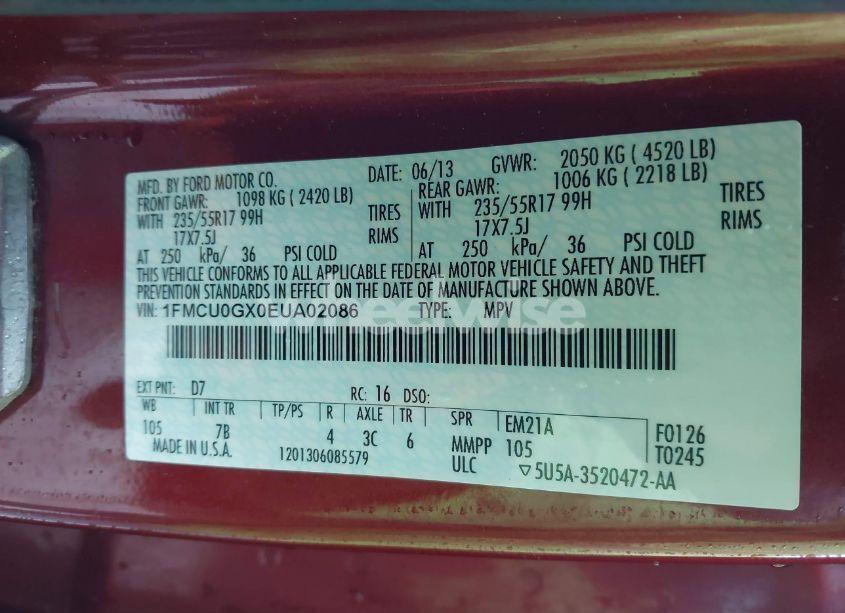 MFD. BY FORD MOTOR CO. DATE: 06/13 GVWR: 2050 KG ( 4520 LB)
FRONT GAWR: 1098 KG ( 2420 LB) REAR GAWR: 1006 KG ( 2218 LB)
WITH 235/55R17 99H TIRES WITH 235/55R17 99H TIRES
17X7.5J RIMS 17X7.5J RIMS
AT 250 kPa/ 36 PSI COLD AT 250 kPa/ 36 PSI COLD
THIS VEHICLE CONFORMS TO ALL APPLICABLE FEDERAL MOTOR VEHICLE SAFETY AND THEFT
PREVENTION STANDARDS IN EFFECT ON THE DATE OF MANUFACTURE SHOWN ABOVE.
VIN: 1FMCU0GX0EUA02086 TYPE: MPV
Wheelwise
EXT PNT: D7 RC: 16 DSO:
WB INT TR TP/PS R AXLE TR SPR EM21A F0126
105 7B 4 3C 6 MMPP 105 T0245
MADE IN U.S.A. 1201306085579 ULC ▽5U5A-3520472-AA